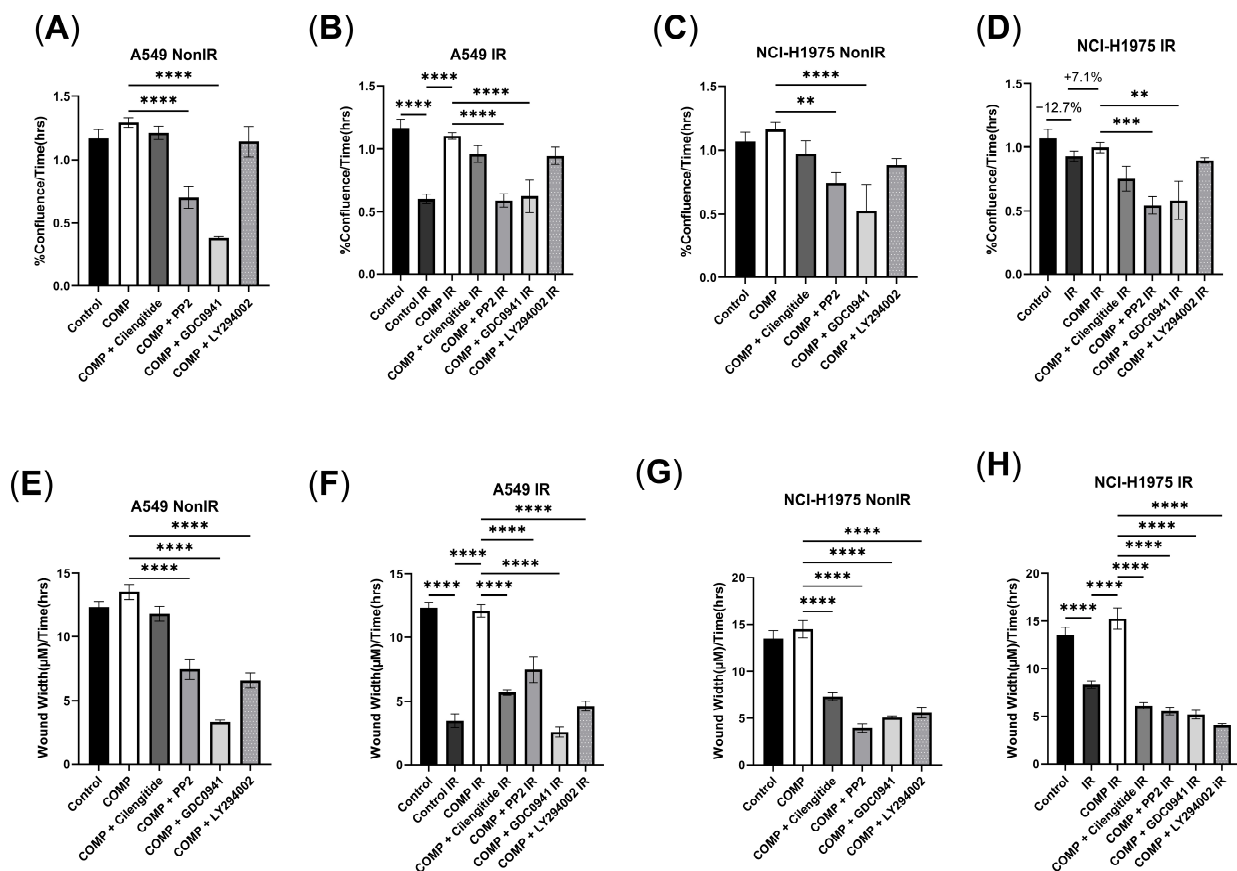 (A)
A549 NonIR
****
****
%Confluence/Time(hrs)
1.5
1.0
0.5
0.0
Control
COMP
COMP + Cilengitide
COMP + PP2
COMP + GDC0941
COMP + LY294002
(B)
A549 IR
****
****
****
****
%Confluence/Time(hrs)
1.5
1.0
0.5
0.0
Control
Control IR
COMP IR
COMP + Cilengitide IR
COMP + PP2 IR
COMP + GDC0941 IR
COMP + LY294002 IR
(C)
NCI-H1975 NonIR
****
**
%Confluence/Time(hrs)
1.5
1.0
0.5
0.0
Control
COMP
COMP + Cilengitide
COMP + PP2
COMP + GDC0941
COMP + LY294002
(D)
NCI-H1975 IR
+7.1%
−12.7%
**
***
%Confluence/Time(hrs)
1.5
1.0
0.5
0.0
Control
IR
COMP IR
COMP + Cilengitide IR
COMP + PP2 IR
COMP + GDC0941 IR
COMP + LY294002 IR
(E)
A549 NonIR
****
****
****
Wound Width(μM)/Time(hrs)
15
10
5
0
Control
COMP
COMP + Cilengitide
COMP + PP2
COMP + GDC0941
COMP + LY294002
(F)
A549 IR
****
****
****
****
****
****
Wound Width(μM)/Time(hrs)
15
10
5
0
Control
Control IR
COMP IR
COMP + Cilengitide IR
COMP + PP2 IR
COMP + GDC0941 IR
COMP + LY294002 IR
(G)
NCI-H1975 NonIR
****
****
****
****
Wound Width(μM)/Time(hrs)
20
15
10
5
0
Control
COMP
COMP + Cilengitide
COMP + PP2
COMP + GDC0941
COMP + LY294002
(H)
NCI-H1975 IR
****
****
****
****
****
****
Wound Width(μM)/Time(hrs)
20
15
10
5
0
Control
IR
COMP IR
COMP + Cilengitide IR
COMP + PP2 IR
COMP + GDC0941 IR
COMP + LY294002 IR